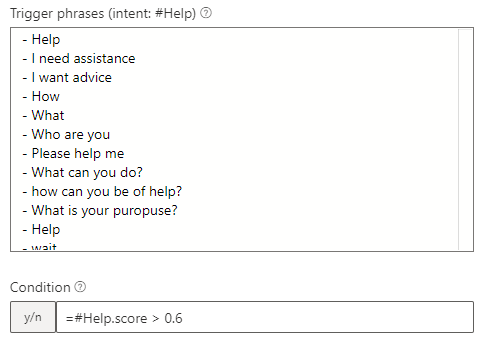 Trigger phrases (intent: #Help) ?
- Help
- I need assistance
- I want advice
- How
- What
- Who are you
- Please help me
- What can you do?
- how can you be of help?
- What is your puropuse?
- Help
- wait
Condition ?
y/n =#Help.score > 0.6